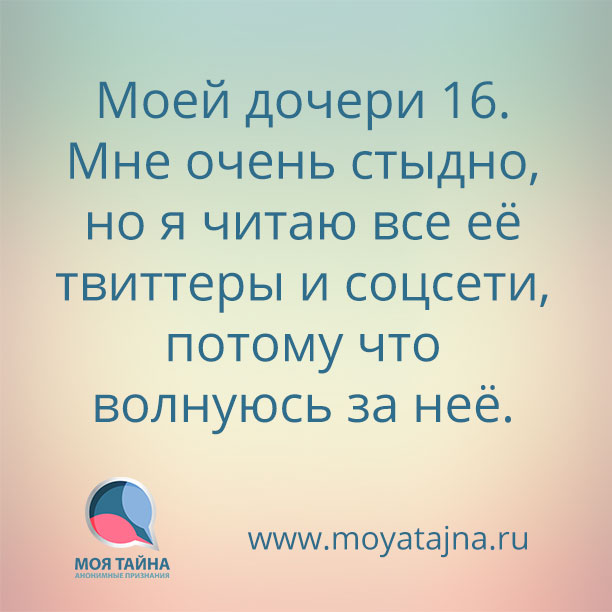 Моей дочери 16.
Мне очень стыдно,
но я читаю все её
твиттеры и соцсети,
потому что
волнуюсь за неё.
МОЯ ТАЙНА
АНОНИМНЫЕ ПРИЗНАНИЯ
www.moyatajna.ru